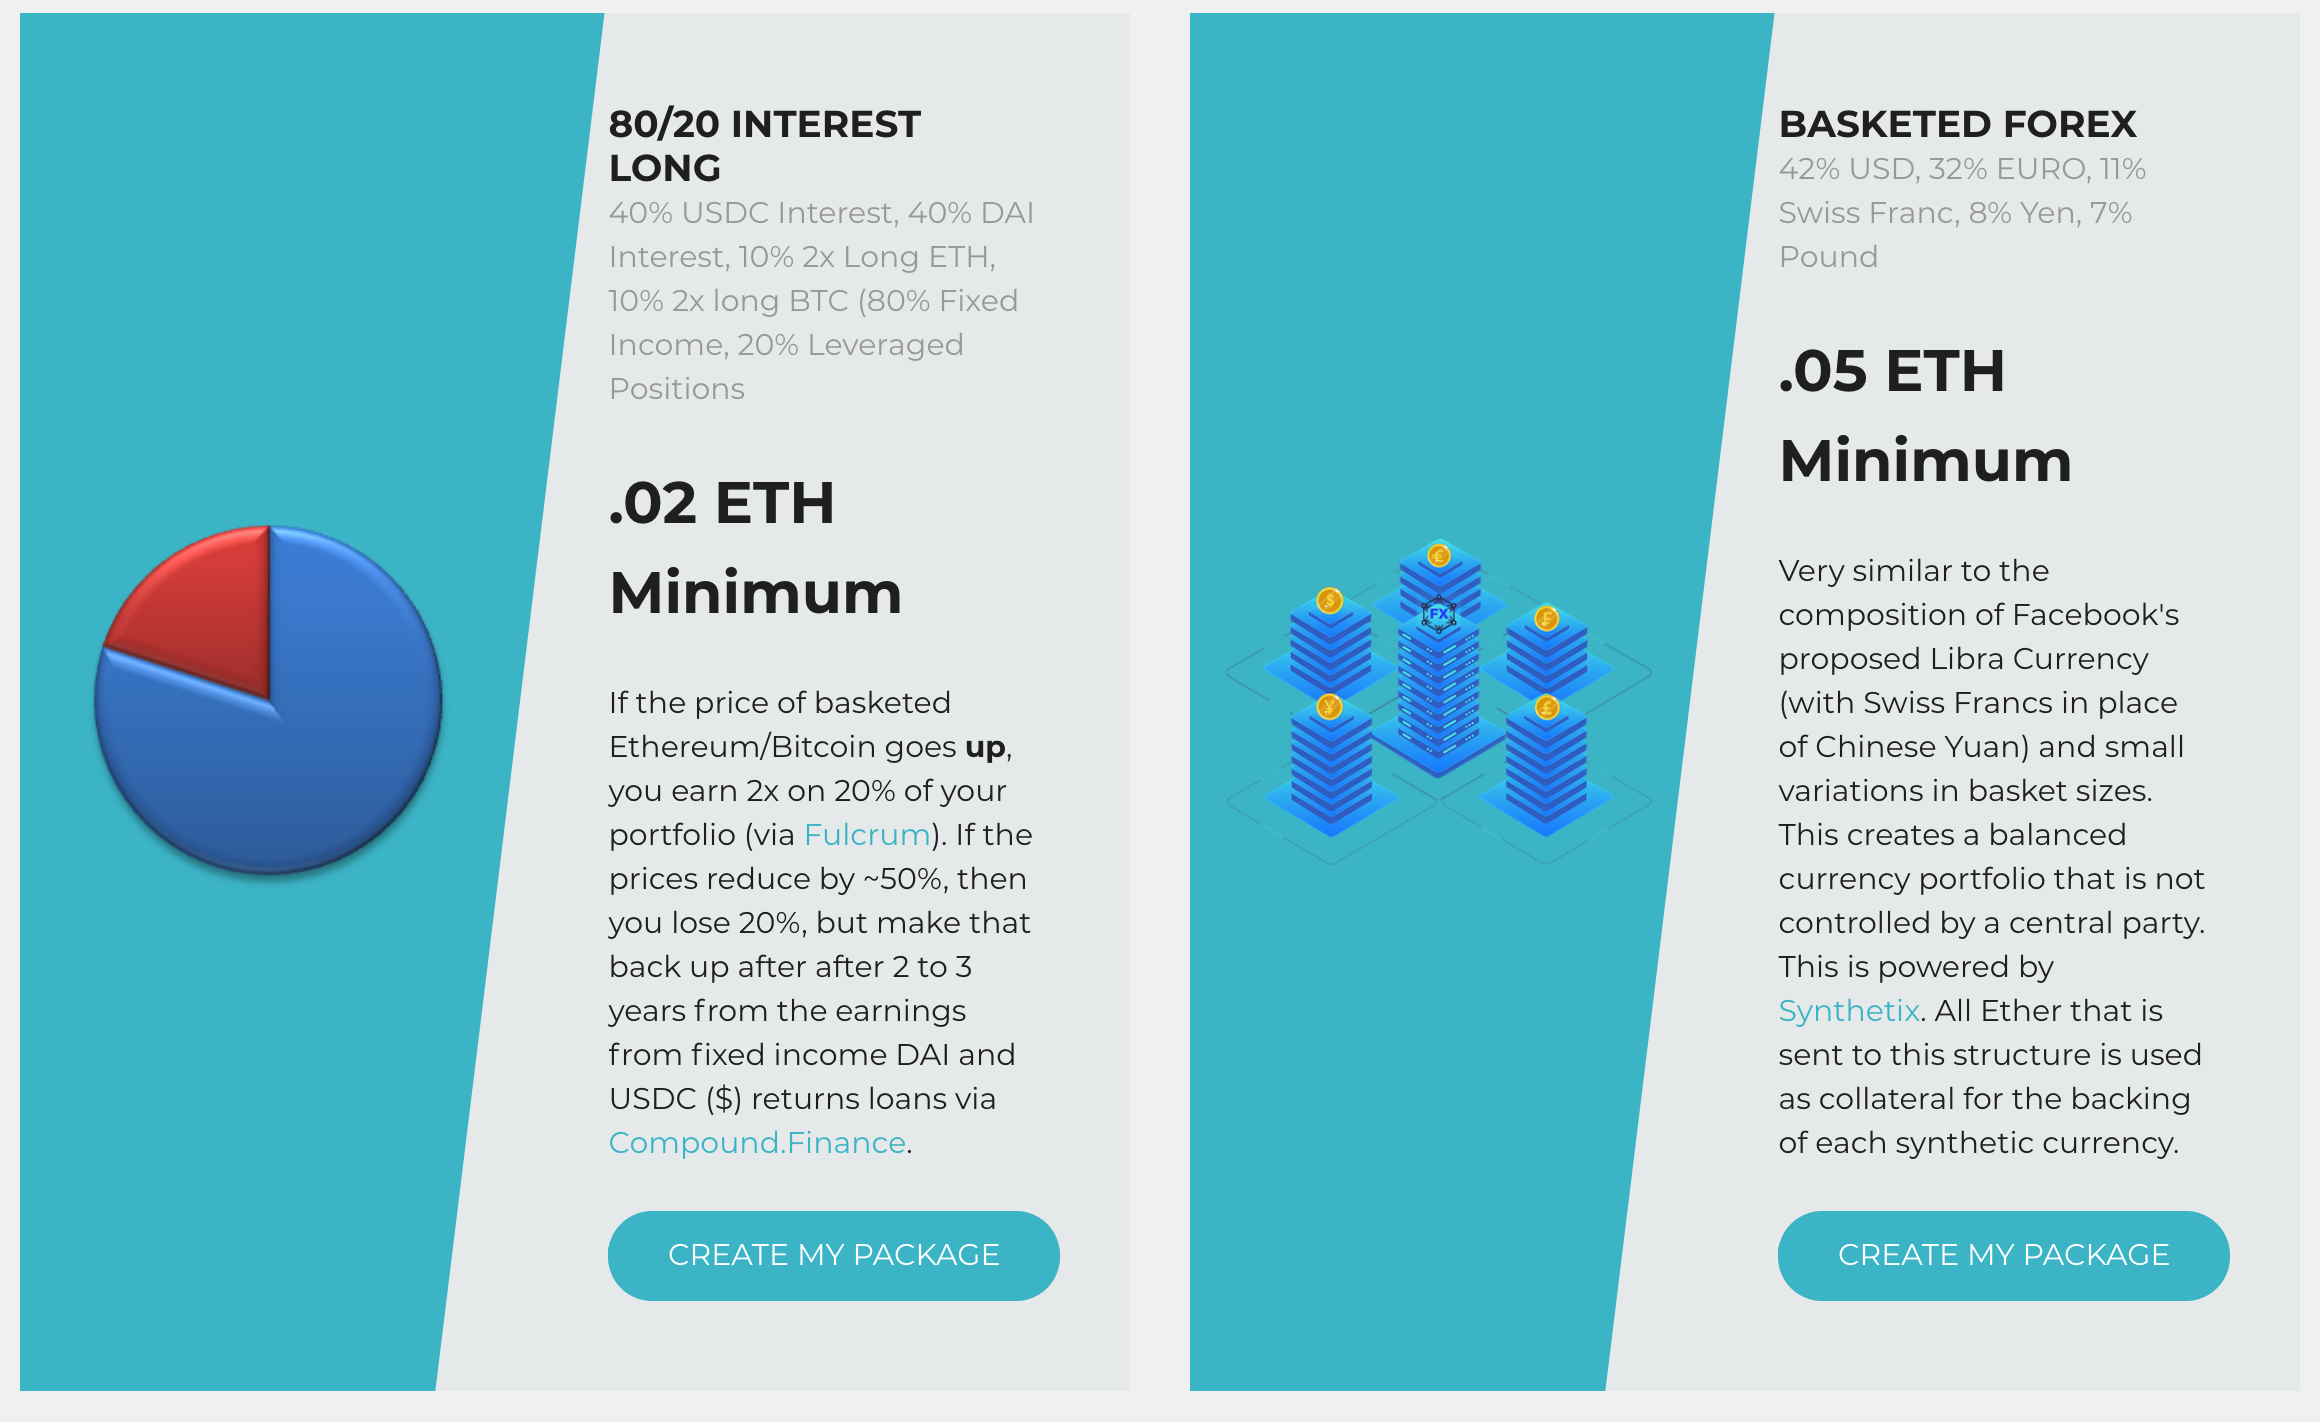 80/20 INTEREST
LONG
40% USDC Interest, 40% DAI
Interest, 10% 2x Long ETH,
10% 2x long BTC (80% Fixed
Income, 20% Leveraged
Positions
.02 ETH
Minimum
If the price of basketed
Ethereum/Bitcoin goes up,
you earn 2x on 20% of your
portfolio (via Fulcrum). If the
prices reduce by ~50%, then
you lose 20%, but make that
back up after after 2 to 3
years from the earnings
from fixed income DAI and
USDC ($) returns loans via
Compound.Finance.
CREATE MY PACKAGE
FX
BASKETED FOREX
42% USD, 32% EURO, 11%
Swiss Franc, 8% Yen, 7%
Pound
.05 ETH
Minimum
Very similar to the
composition of Facebook's
proposed Libra Currency
(with Swiss Francs in place
of Chinese Yuan) and small
variations in basket sizes.
This creates a balanced
currency portfolio that is not
controlled by a central party.
This is powered by
Synthetix. All Ether that is
sent to this structure is used
as collateral for the backing
of each synthetic currency.
CREATE MY PACKAGE